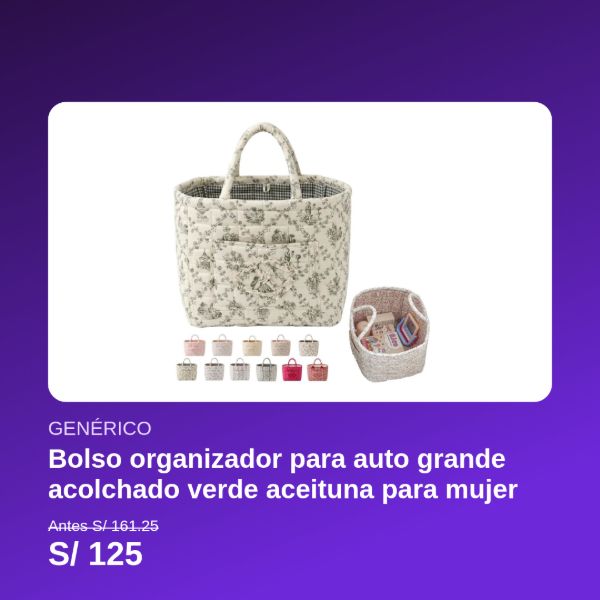 GENÉRICO
Bolso organizador para auto grande
acolchado verde aceituna para mujer
Antes S/ 161.25
S/ 125